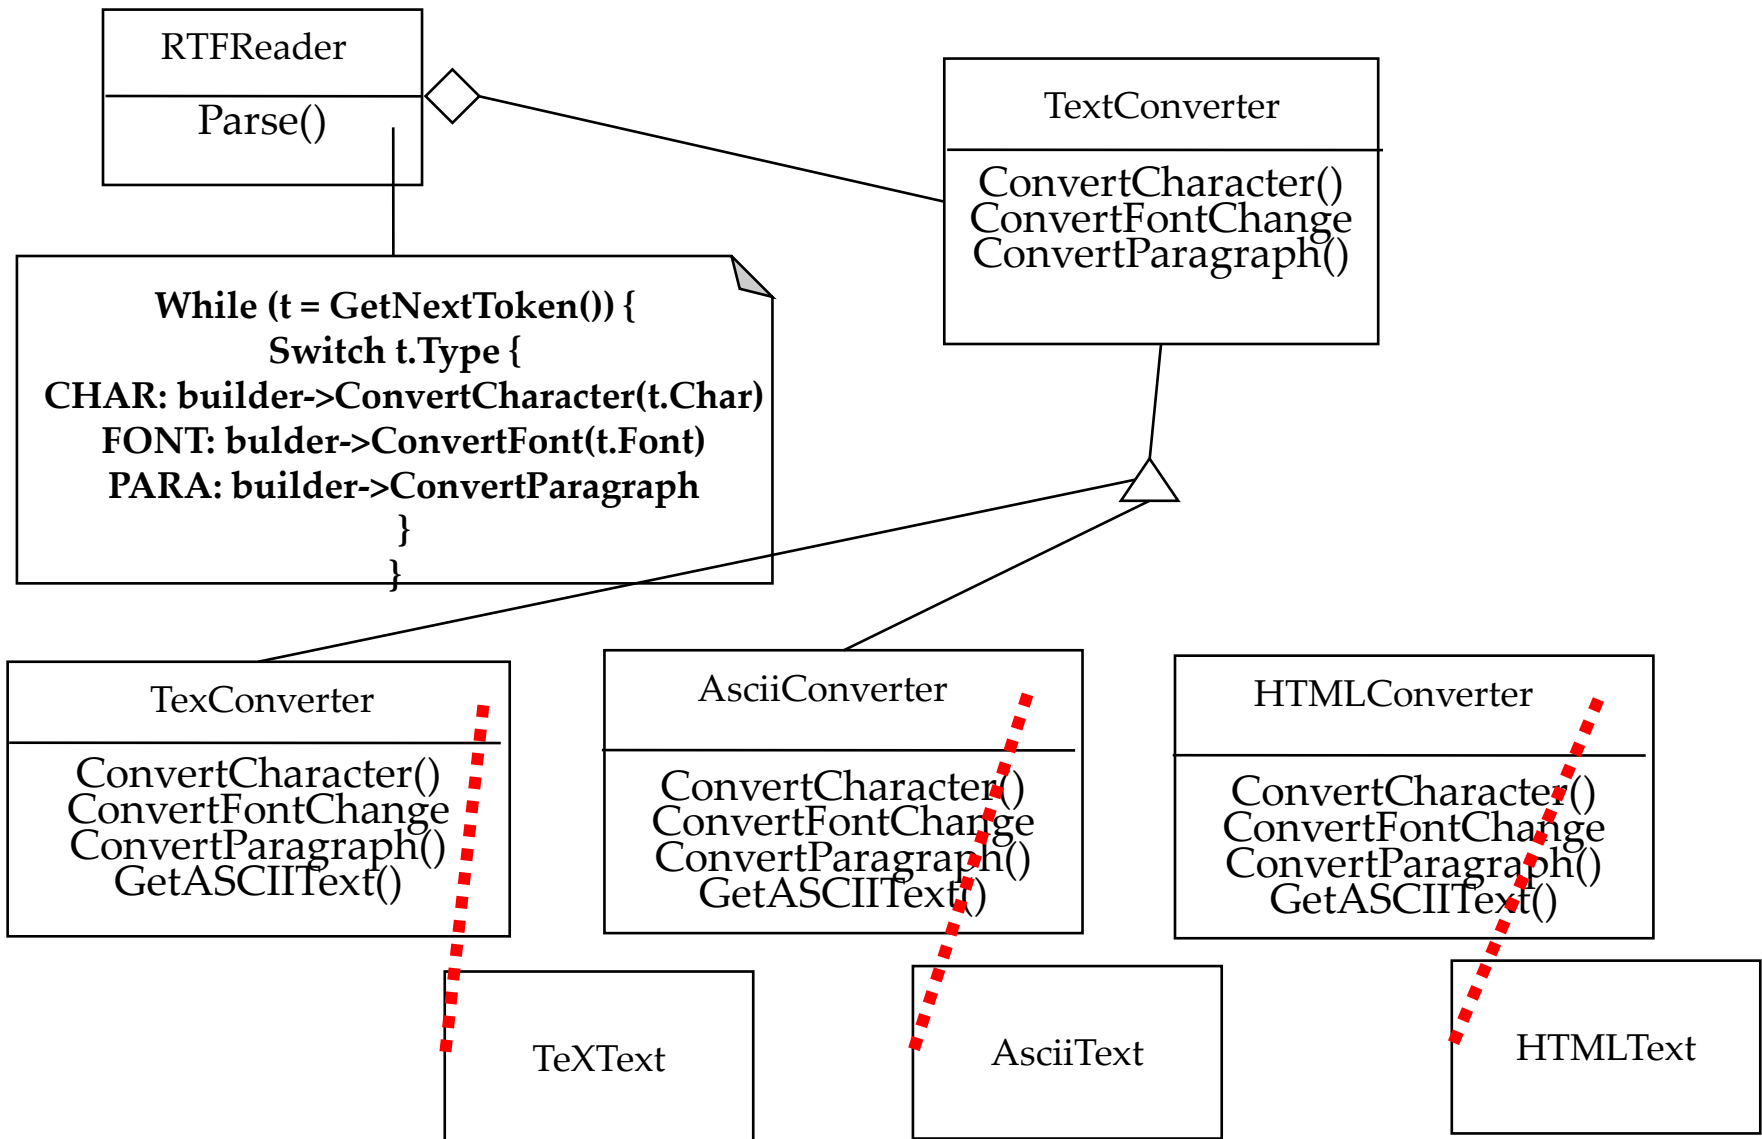 RTFReader
Parse()
TextConverter
ConvertCharacter()
ConvertFontChange
ConvertParagraph()
While (t = GetNextToken()) {
Switch t.Type {
CHAR: builder->ConvertCharacter(t.Char)
FONT: bulder->ConvertFont(t.Font)
PARA: builder->ConvertParagraph
}
}
TexConverter
ConvertCharacter()
ConvertFontChange
ConvertParagraph()
GetASCIIText()
AsciiConverter
ConvertCharacter()
ConvertFontChange
ConvertParagraph()
GetASCIIText()
HTMLConverter
ConvertCharacter()
ConvertFontChange
ConvertParagraph()
GetASCIIText()
TeXText
AsciiText
HTMLText